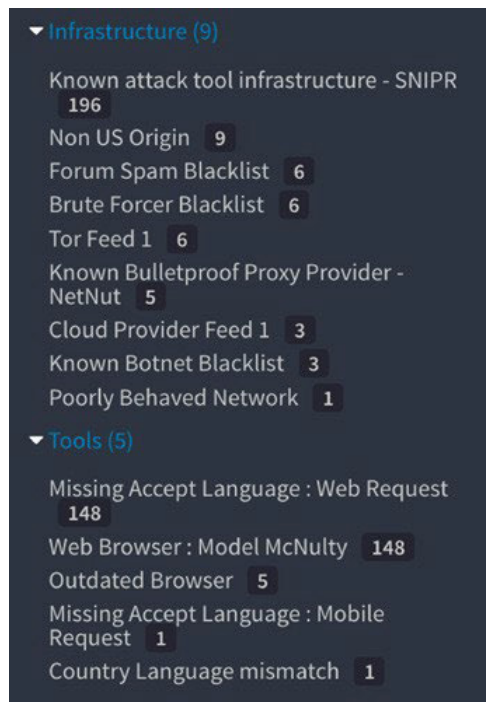 Infrastructure (9)
Known attack tool infrastructure - SNIPR
196
Non US Origin 9
Forum Spam Blacklist 6
Brute Forcer Blacklist 6
Tor Feed 1 6
Known Bulletproof Proxy Provider -
NetNut 5
Cloud Provider Feed 1 3
Known Botnet Blacklist 3
Poorly Behaved Network 1
Tools (5)
Missing Accept Language : Web Request
148
Web Browser : Model McNulty 148
Outdated Browser 5
Missing Accept Language : Mobile
Request 1
Country Language mismatch 1